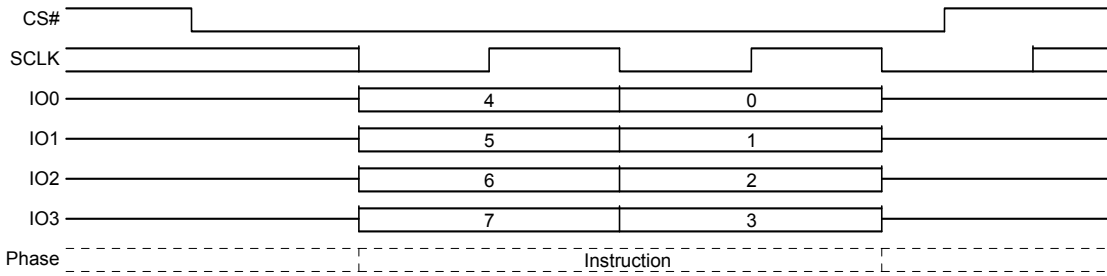 CS#
SCLK
IO0 4 0
IO1 5 1
IO2 6 2
IO3 7 3
Phase Instruction